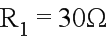 R₁ = 30Ω